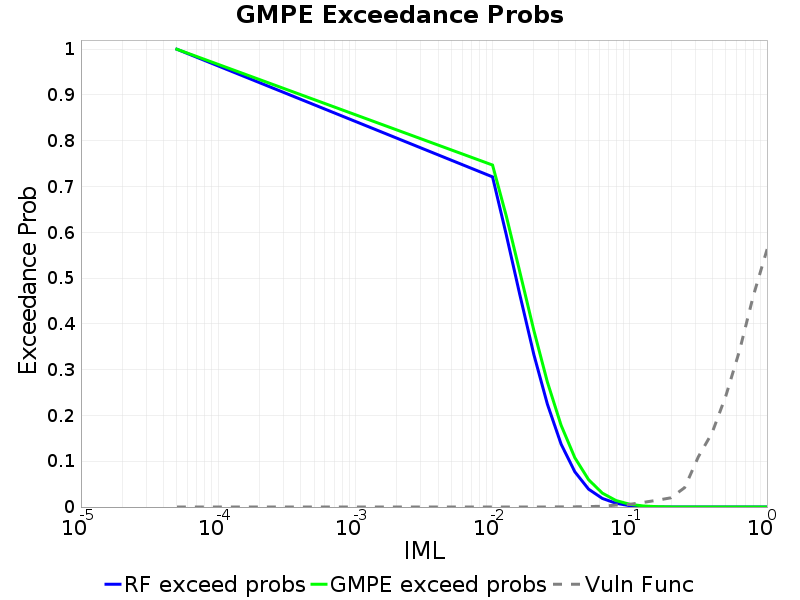 GMPE Exceedance Probs
Exceedance Prob
1
0.9
0.8
0.7
0.6
0.5
0.4
0.3
0.2
0.1
0
10-5 10-4 10-3 10-2 10-1 100
IML
RF exceed probs GMPE exceed probs Vuln Func